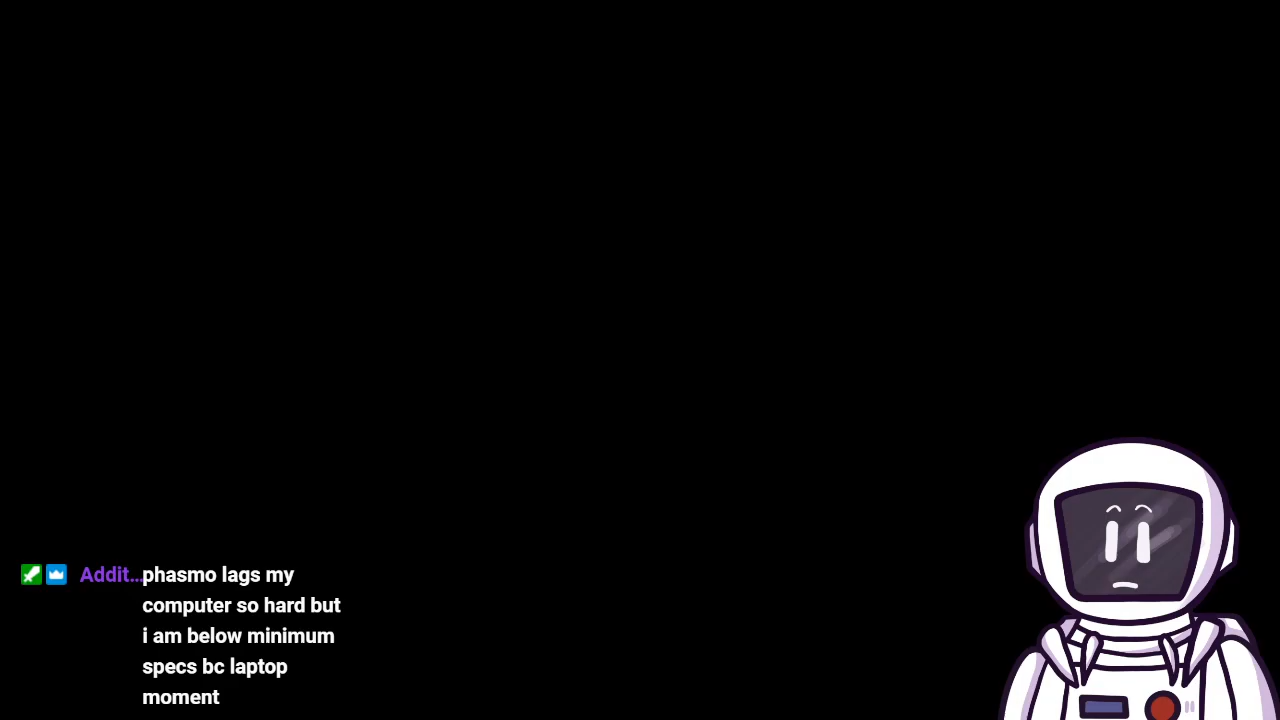 Addit...phasmo lags my
computer so hard but
i am below minimum
specs bc laptop
moment